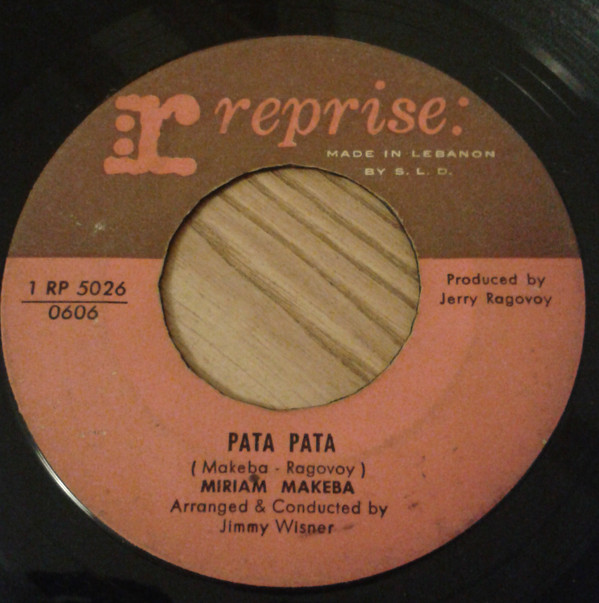 r reprise:
MADE IN LEBANON
BY S. L. D.
1 RP 5026
0606
Produced by
Jerry Ragovoy
PATA PATA
( Makeba - Ragovoy )
MIRIAM MAKEBA
Arranged & Conducted by
Jimmy Wisner